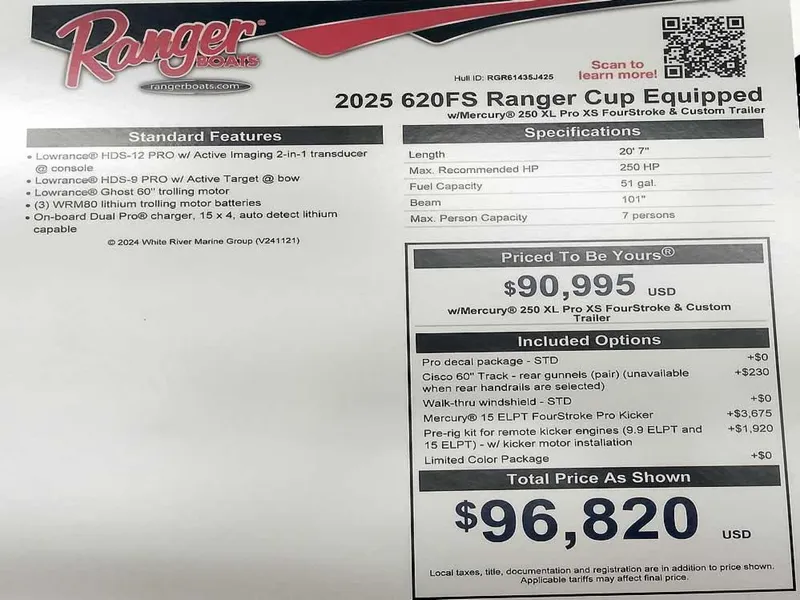 Ranger®
BOATS
rangerboats.com
Scan to
learn more!
Hull ID: RGR61435J425
2025 620FS Ranger Cup Equipped
w/Mercury® 250 XL Pro XS FourStroke & Custom Trailer
Standard Features
• Lowrance® HDS-12 PRO w/ Active Imaging 2-in-1 transducer
@ console
• Lowrance® HDS-9 PRO w/ Active Target @ bow
• Lowrance® Ghost 60" trolling motor
• (3) WRM80 lithium trolling motor batteries
• On-board Dual Pro® charger, 15 x 4, auto detect lithium
capable
© 2024 White River Marine Group (V241121)
Specifications
Length 20' 7"
Max. Recommended HP 250 HP
Fuel Capacity 51 gal.
Beam 101"
Max. Person Capacity 7 persons
Priced To Be Yours®
$90,995 USD
w/Mercury® 250 XL Pro XS FourStroke & Custom
Trailer
Included Options
Pro decal package - STD +$0
Cisco 60" Track - rear gunnels (pair) (unavailable +$230
when rear handrails are selected)
Walk-thru windshield - STD +$0
Mercury® 15 ELPT FourStroke Pro Kicker +$3,675
Pre-rig kit for remote kicker engines (9.9 ELPT and +$1,920
15 ELPT) - w/ kicker motor installation
Limited Color Package +$0
Total Price As Shown
$96,820 USD
Local taxes, title, documentation and registration are in addition to price shown.
Applicable tariffs may affect final price.